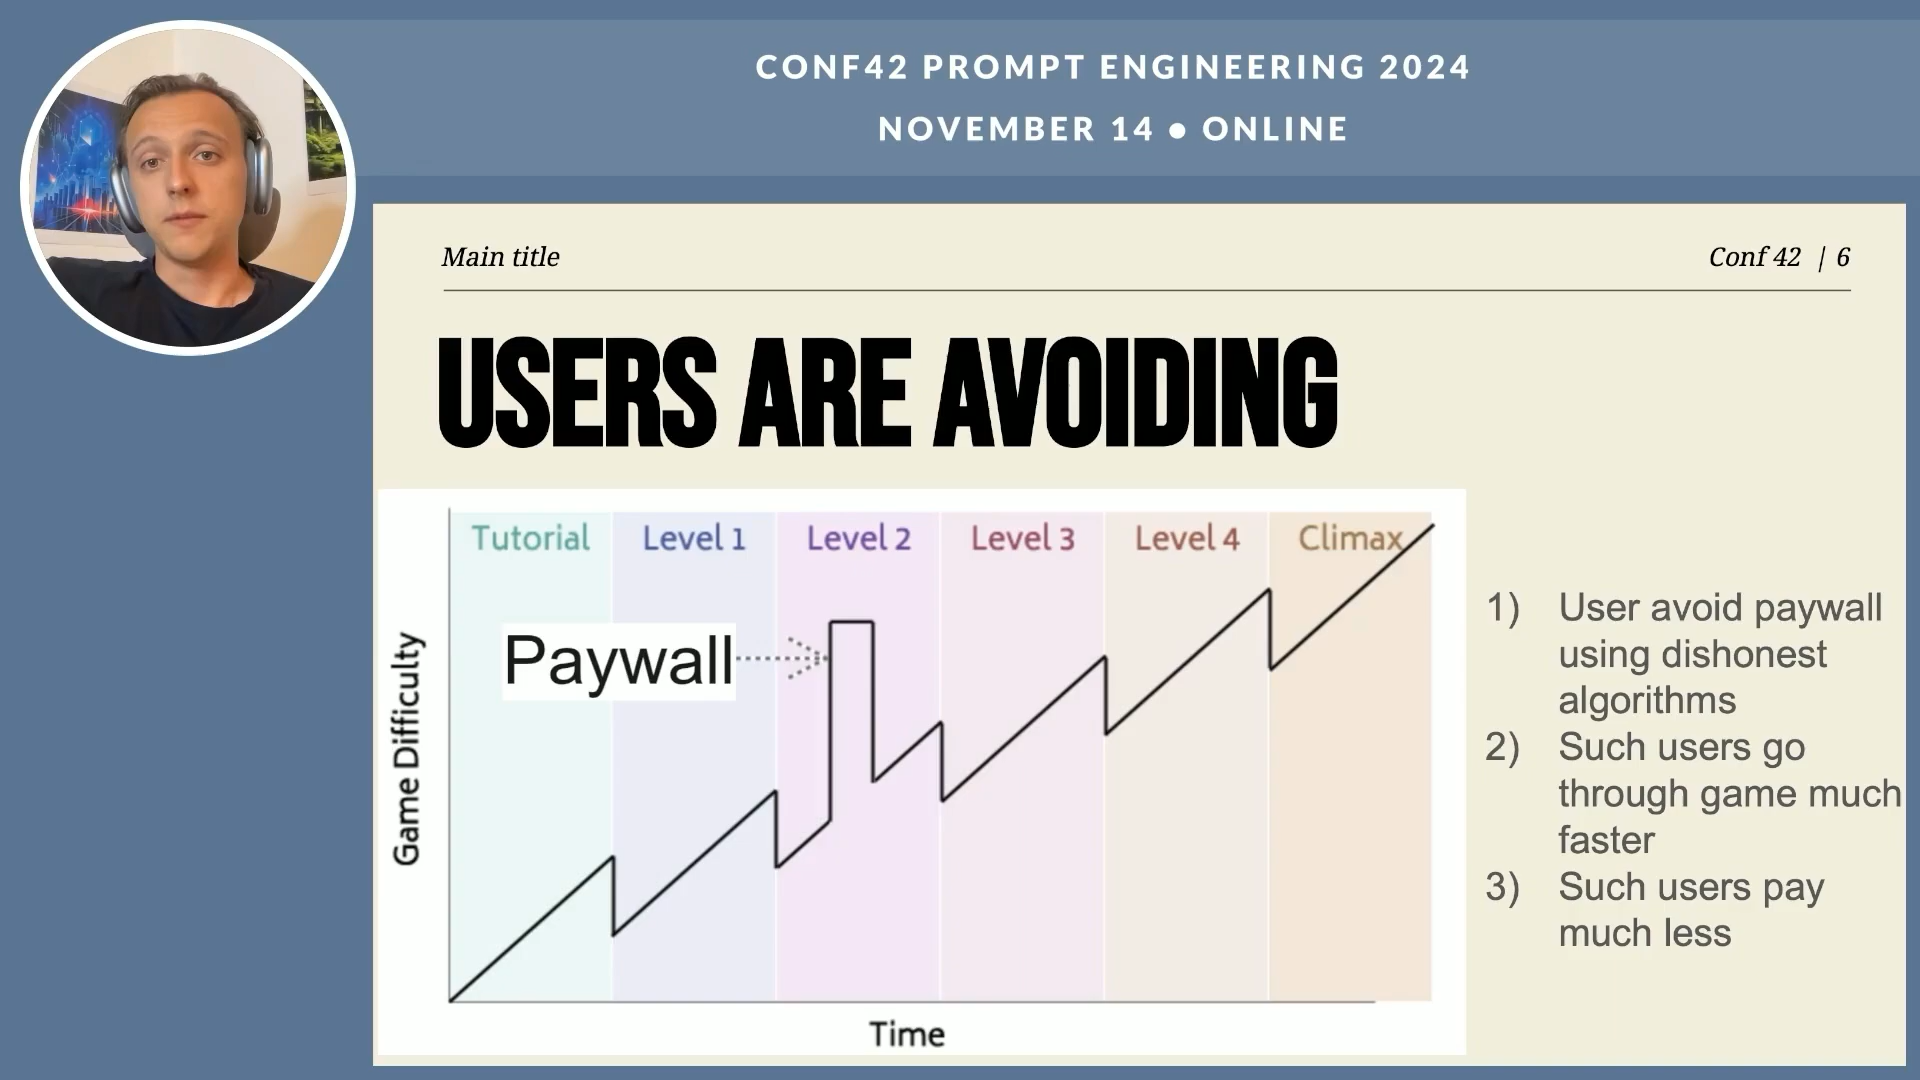 CONF42 PROMPT ENGINEERING 2024
NOVEMBER 14 ● ONLINE
Main title
Conf 42 | 6
USERS ARE AVOIDING
Tutorial
Level 1
Level 2
Level 3
Level 4
Climax
Paywall
Game Difficulty
Time
1) User avoid paywall
using dishonest
algorithms
2) Such users go
through game much
faster
3) Such users pay
much less